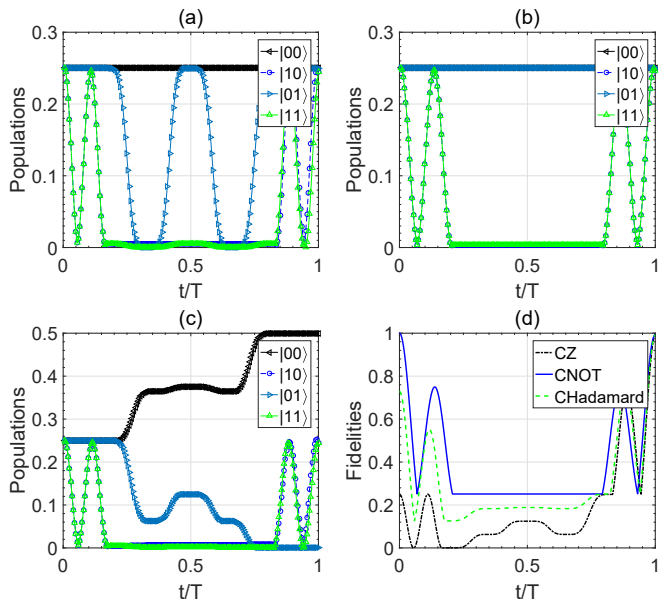 (a)
0.3
0.2
0.1
0
Populations
|00⟩
|10⟩
|01⟩
|11⟩
0
0.5
1
t/T
(b)
0.3
0.2
0.1
0
Populations
|00⟩
|10⟩
|01⟩
|11⟩
0
0.5
1
t/T
(c)
0.5
0.4
0.3
0.2
0.1
0
Populations
|00⟩
|10⟩
|01⟩
|11⟩
0
0.5
1
t/T
(d)
1
0.8
0.6
0.4
0.2
0
Fidelities
CZ
CNOT
CHadamard
0
0.5
1
t/T